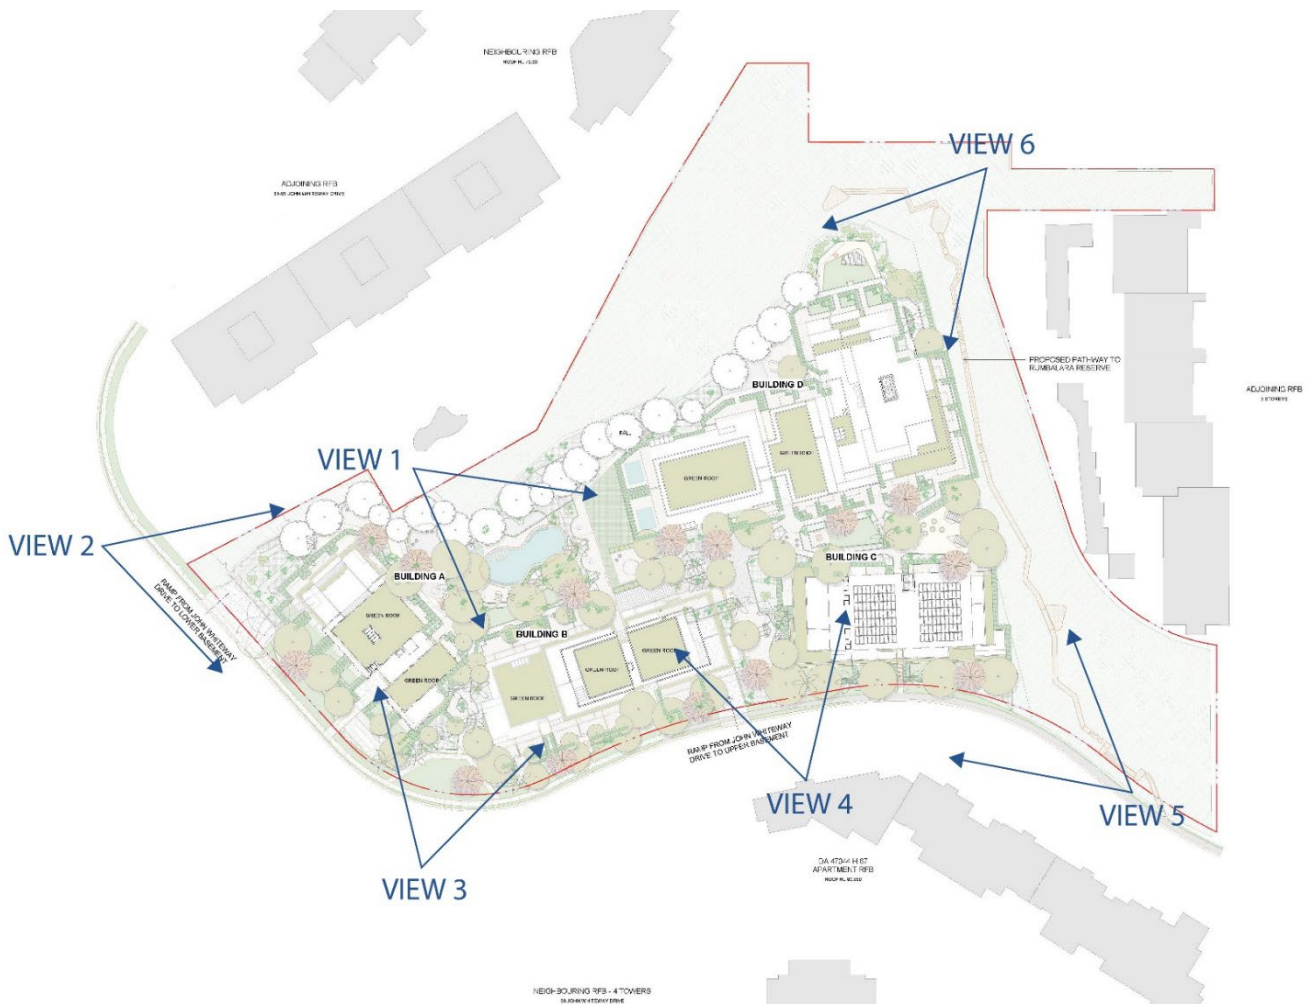 NEIGHBOURING RFB
VIEW 6
ADJOINING RFB
PROPOSED PATHWAY TO
RUMBALARA RESERVE
ADJOINING RFB
BUILDING D
VIEW 1
GREEN ROOF
VIEW 2
BUILDING C
BUILDING A
RAMP FROM JOHN WHITEWAY
DRIVE TO LOWER BASEMENT
GREEN ROOF
BUILDING B
GREEN ROOF
GREEN ROOF
GREEN ROOF
GREEN ROOF
RAMP FROM JOHN WHITEWAY
DRIVE TO UPPER BASEMENT
VIEW 4
VIEW 5
APARTMENT RFB
VIEW 3
NEIGHBOURING RFB - 4 TOWERS